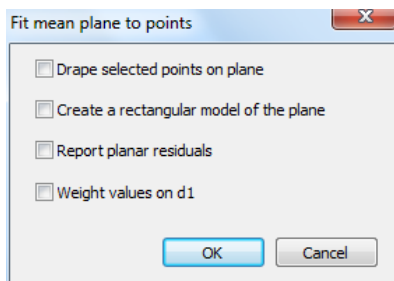 Fit mean plane to points
Drape selected points on plane
Create a rectangular model of the plane
Report planar residuals
Weight values on d1
OK Cancel